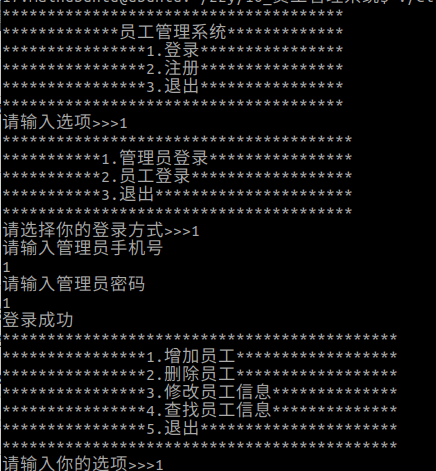 **************************************
*************员工管理系统*************
****************1.登录****************
****************2.注册****************
****************3.退出****************
**************************************
请输入选项>>>1
***************************************
***********1.管理员登录****************
***********2.员工登录******************
***********3.退出**********************
***************************************
请选择你的登录方式>>>1
请输入管理员手机号
1
请输入管理员密码
1
登录成功
********************************************
****************1.增加员工******************
****************2.删除员工******************
****************3.修改员工信息**************
****************4.查找员工信息**************
****************5.退出**********************
********************************************
请输入你的选项>>>1